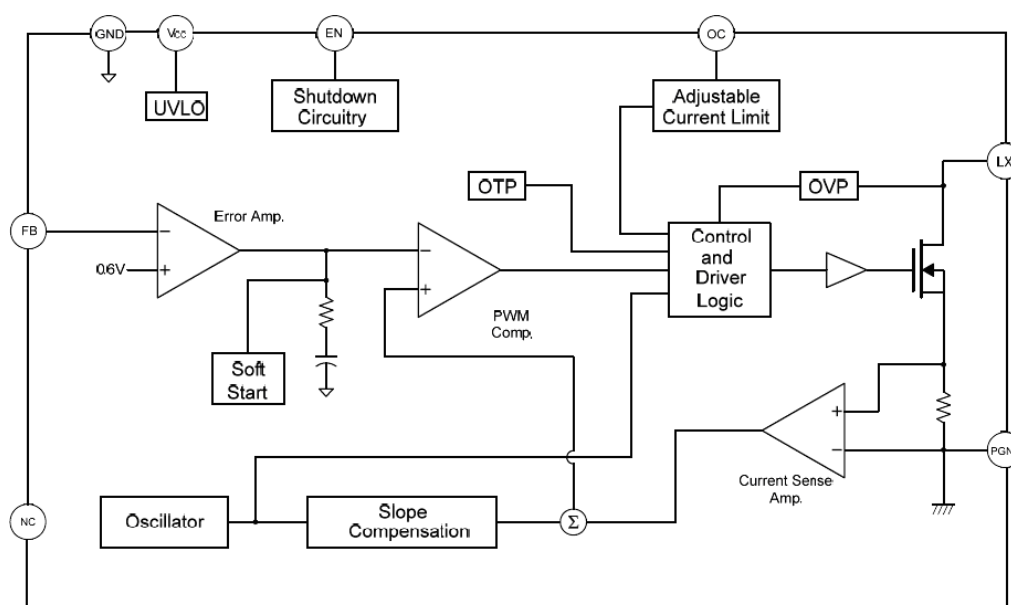 GND
Vcc
EN
OC
UVLO
Shutdown
Circuitry
Adjustable
Current Limit
LX
OTP
OVP
FB
Error Amp.
0.6V
−
+
−
+
Control
and
Driver
Logic
PWM
Comp.
Soft
Start
+
−
Current Sense
Amp.
PGN
NC
Oscillator
Slope
Compensation
Σ